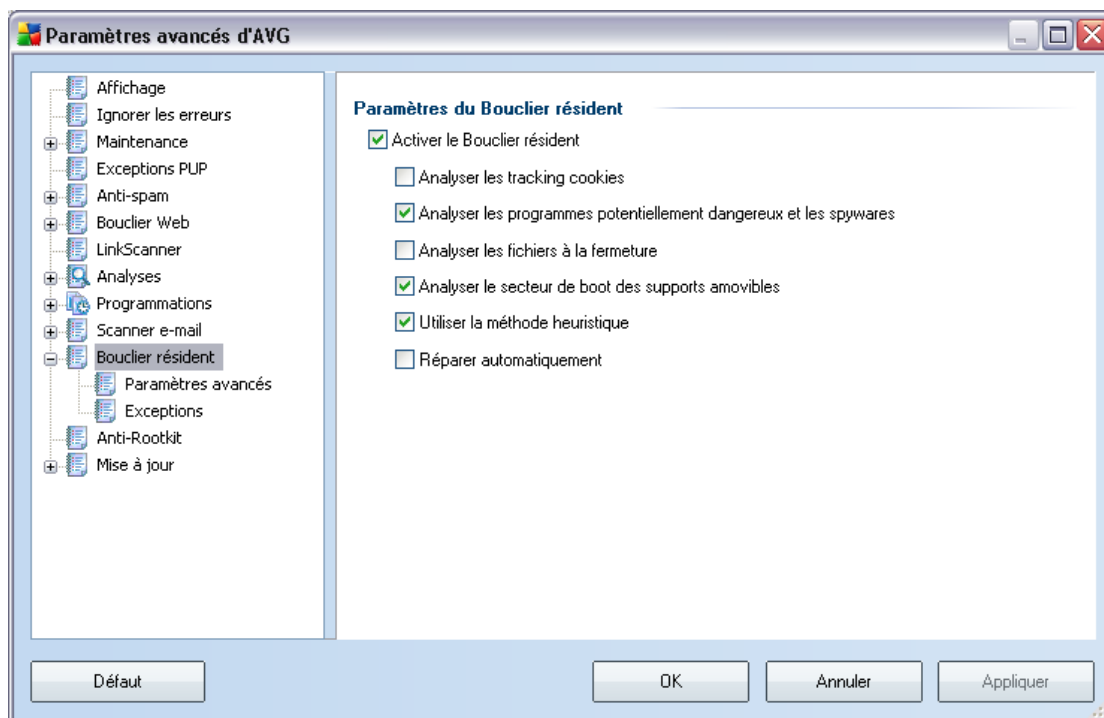 Paramètres avancés d'AVG
Affichage
Ignorer les erreurs
Maintenance
Exceptions PUP
Anti-spam
Bouclier Web
LinkScanner
Analyses
Programmations
Scanner e-mail
Bouclier résident
Paramètres avancés
Exceptions
Anti-Rootkit
Mise à jour
Paramètres du Bouclier résident
Activer le Bouclier résident
Analyser les tracking cookies
Analyser les programmes potentiellement dangereux et les spywares
Analyser les fichiers à la fermeture
Analyser le secteur de boot des supports amovibles
Utiliser la méthode heuristique
Réparer automatiquement
Défaut
OK
Annuler
Appliquer